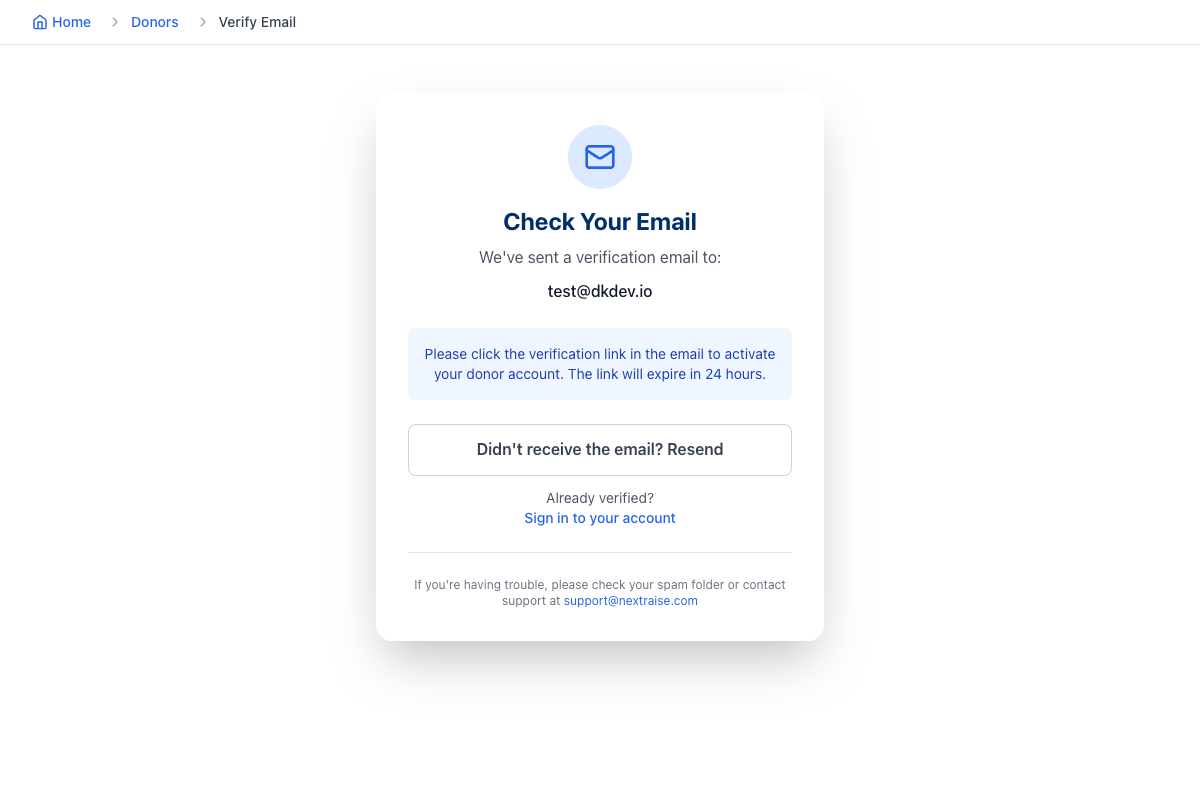 Home
Donors
Verify Email
Check Your Email
We've sent a verification email to:
test@dkdev.io
Please click the verification link in the email to activate
your donor account. The link will expire in 24 hours.
Didn't receive the email? Resend
Already verified?
Sign in to your account
If you're having trouble, please check your spam folder or contact
support at support@nextraise.com